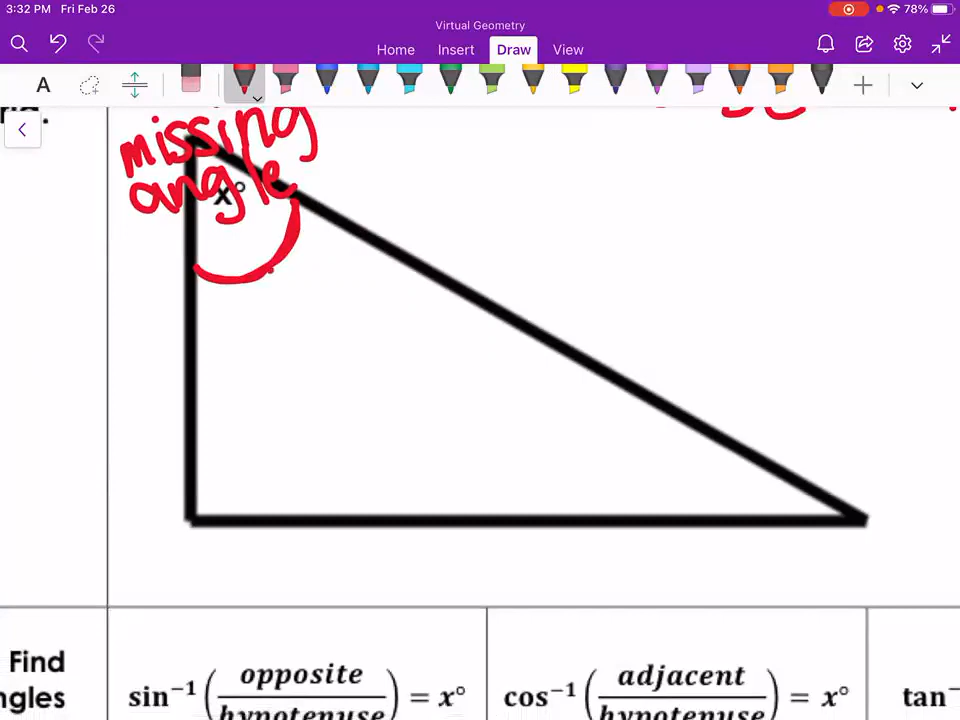 3:32 PM Fri Feb 26
78%
Virtual Geometry
Home Insert Draw View
A
missing
angle
x°
Find
ngles
sin⁻¹ (opposite/hypotenuse) = x°
cos⁻¹ (adjacent/hypotenuse) = x°
tan⁻